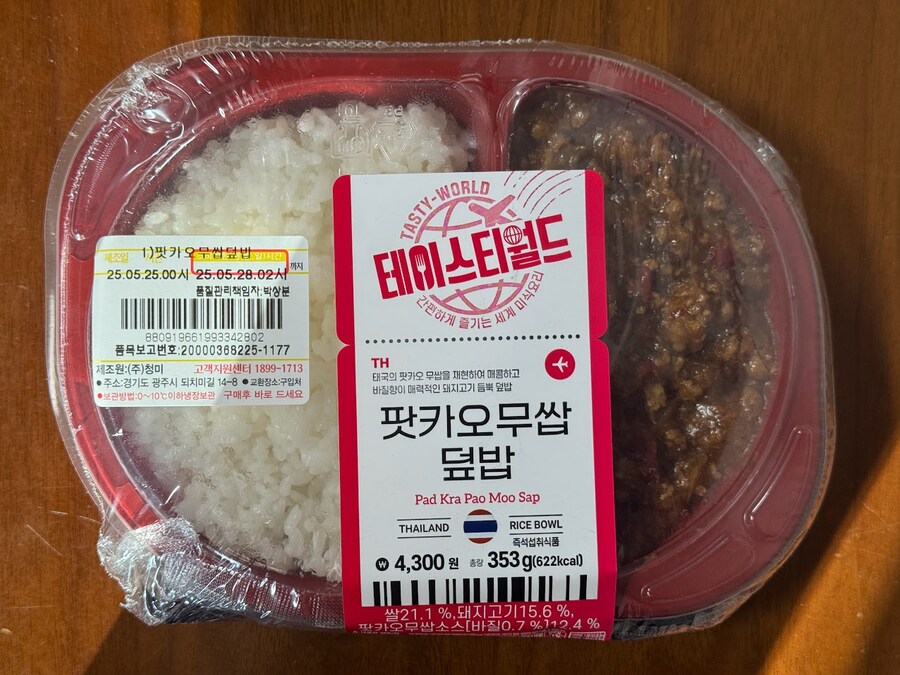 1)팟카오무쌉덮밥
25.05.25.00시 25.05.28.02시 까지
품질관리책임자:박상분
8809196619933428​02
품목보고번호:20000368225-1177
제조원:(주)청미 고객지원센터 1899-1713
●주소:경기도 광주시 되치미길 14-8 ●교환장소:구입처
●보관방법:0~10℃이하냉장보관 구매후 바로 드세요
TASTY-WORLD
테이스티월드
간편하게 즐기는 세계 미식요리
TH
태국의 팟카오 무쌉을 재현하여 매콤하고
바질향이 매력적인 돼지고기 듬뿍 덮밥
팟카오무쌉
덮밥
Pad Kra Pao Moo Sap
THAILAND RICE BOWL
즉석섭취식품
₩ 4,300 원 총량 353g(622kcal)
쌀21.1 %,돼지고기15.6 %,
팟카오무쌉소스[바질0.7 %]12.4 %